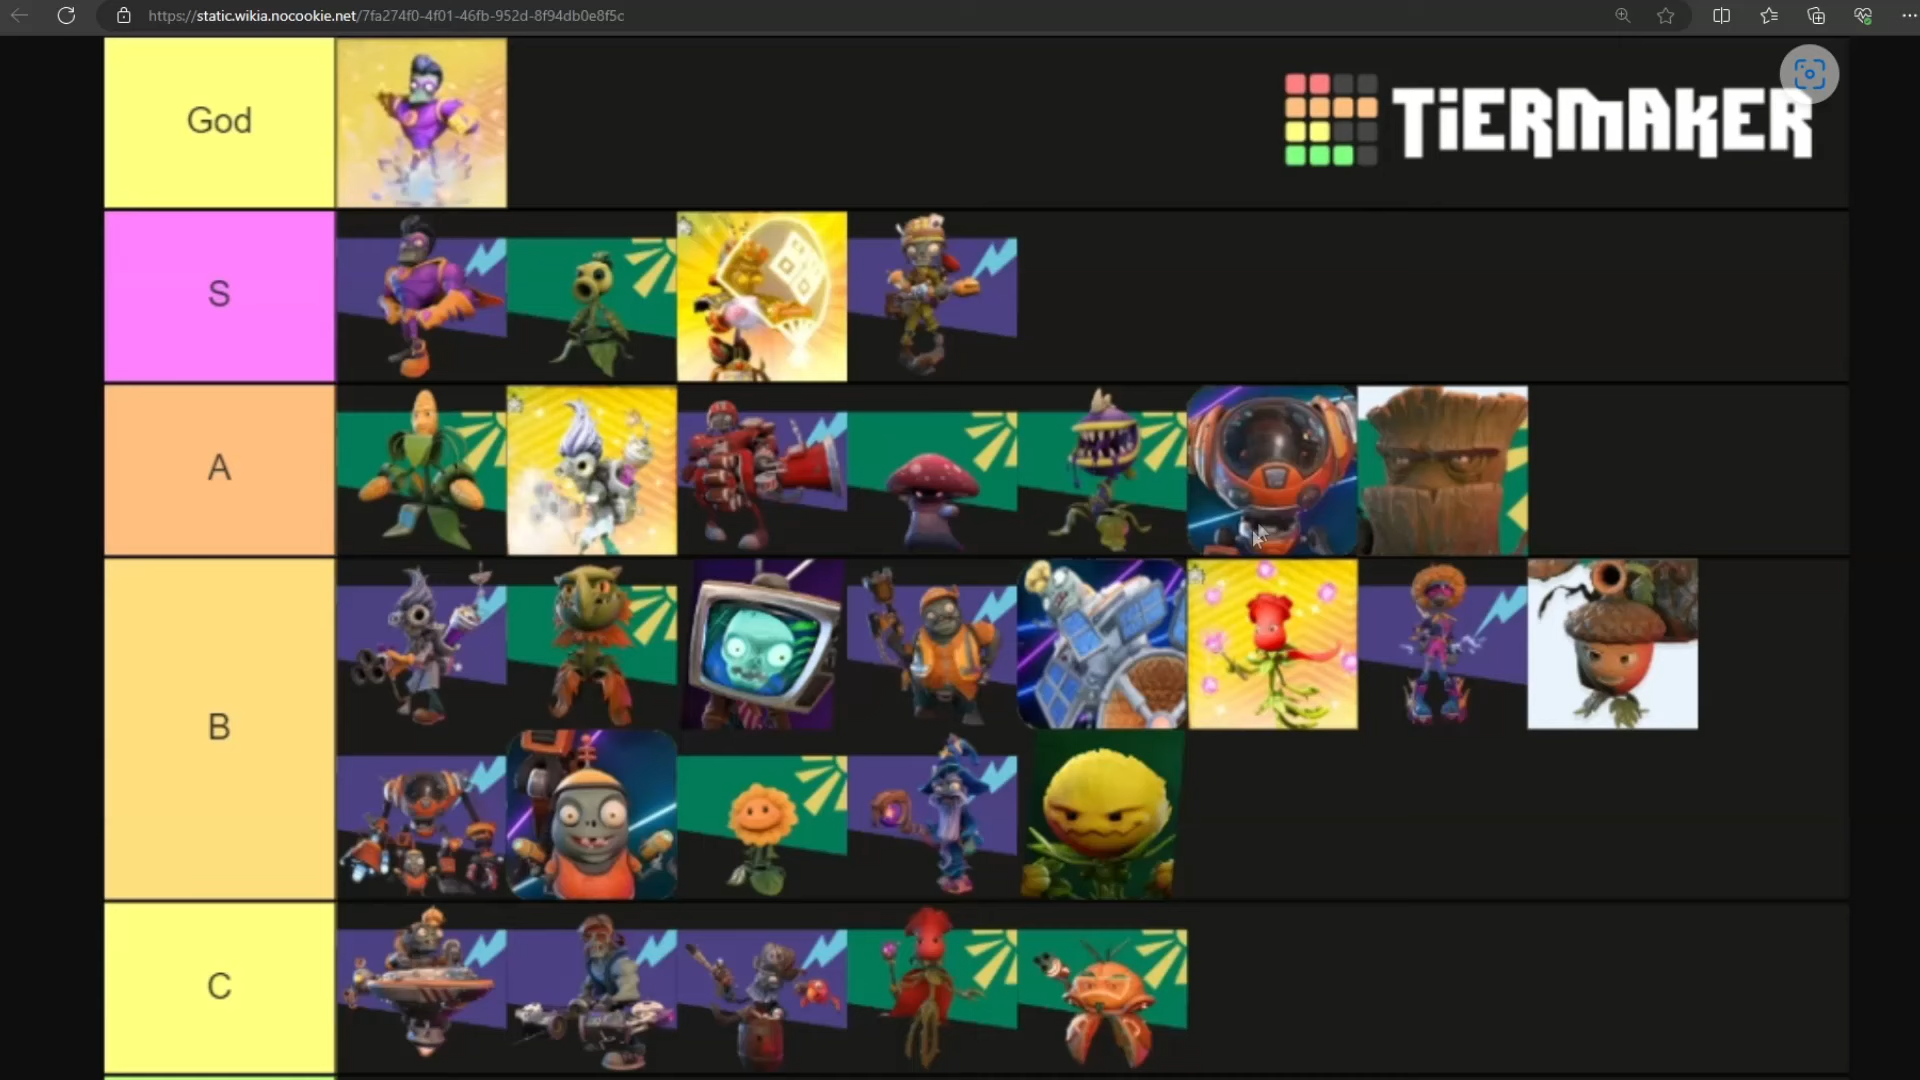 https://static.wikia.nocookie.net/7fa274f0-4f01-46fb-952d-8f94db0e8f5c
God
TiERMAKER
S
A
B
C